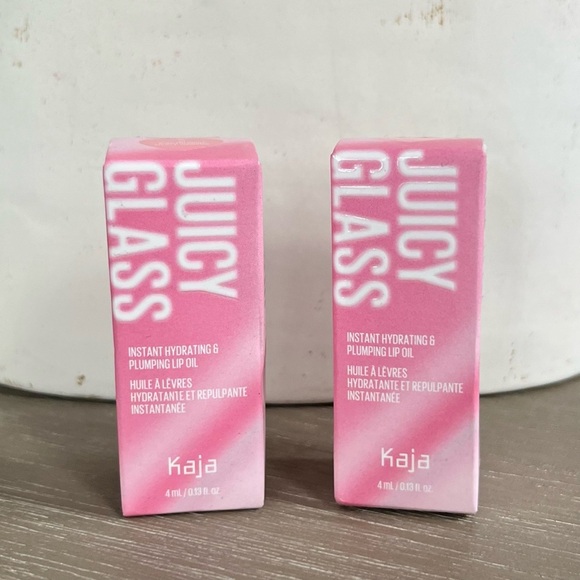 JUICY
GLASS
INSTANT HYDRATING &
PLUMPING LIP OIL
HUILE À LÈVRES
HYDRATANTE ET REPULPANTE
INSTANTANÉE
Kaja
4 mL / 0.13 fl. oz
JUICY
GLASS
INSTANT HYDRATING &
PLUMPING LIP OIL
HUILE À LÈVRES
HYDRATANTE ET REPULPANTE
INSTANTANÉE
Kaja
4 mL / 0.13 fl. oz